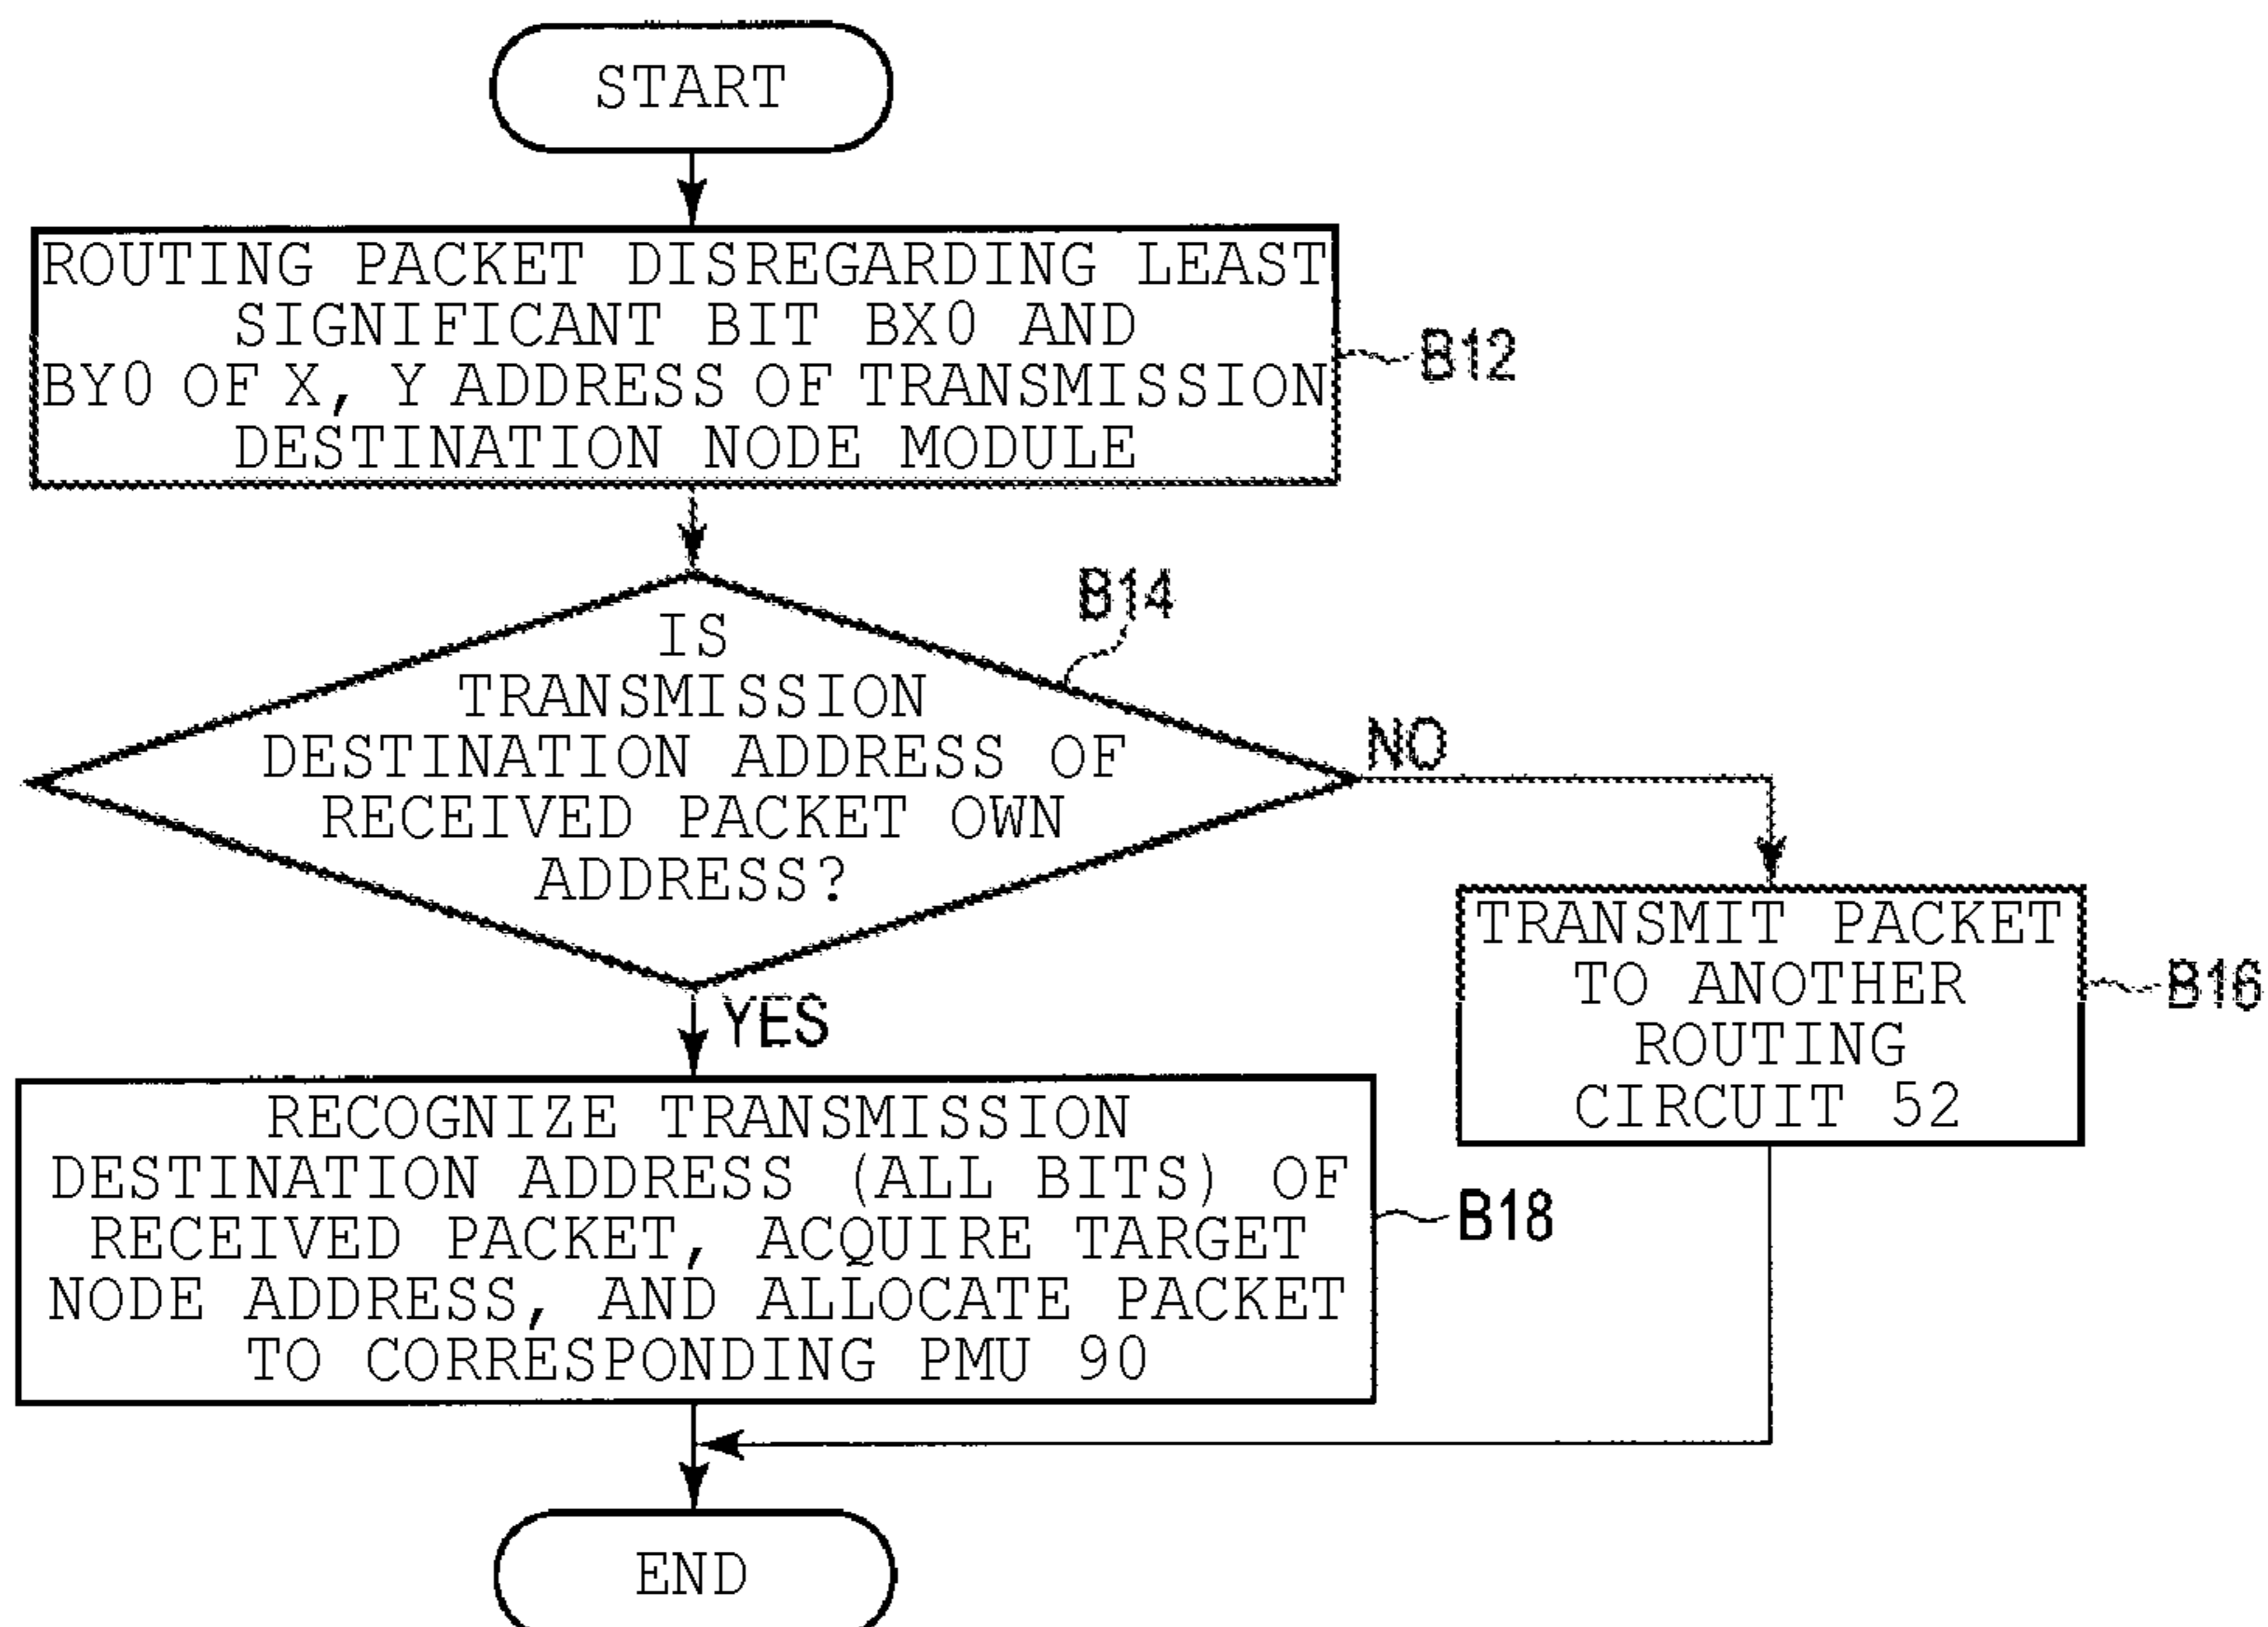 START
ROUTING PACKET DISREGARDING LEAST
SIGNIFICANT BIT BX0 AND
BY0 OF X, Y ADDRESS OF TRANSMISSION
DESTINATION NODE MODULE
B12
B14
IS
TRANSMISSION
DESTINATION ADDRESS OF
RECEIVED PACKET OWN
ADDRESS?
NO
YES
TRANSMIT PACKET
TO ANOTHER
ROUTING
CIRCUIT 52
B16
RECOGNIZE TRANSMISSION
DESTINATION ADDRESS (ALL BITS) OF
RECEIVED PACKET, ACQUIRE TARGET
NODE ADDRESS, AND ALLOCATE PACKET
TO CORRESPONDING PMU 90
B18
END